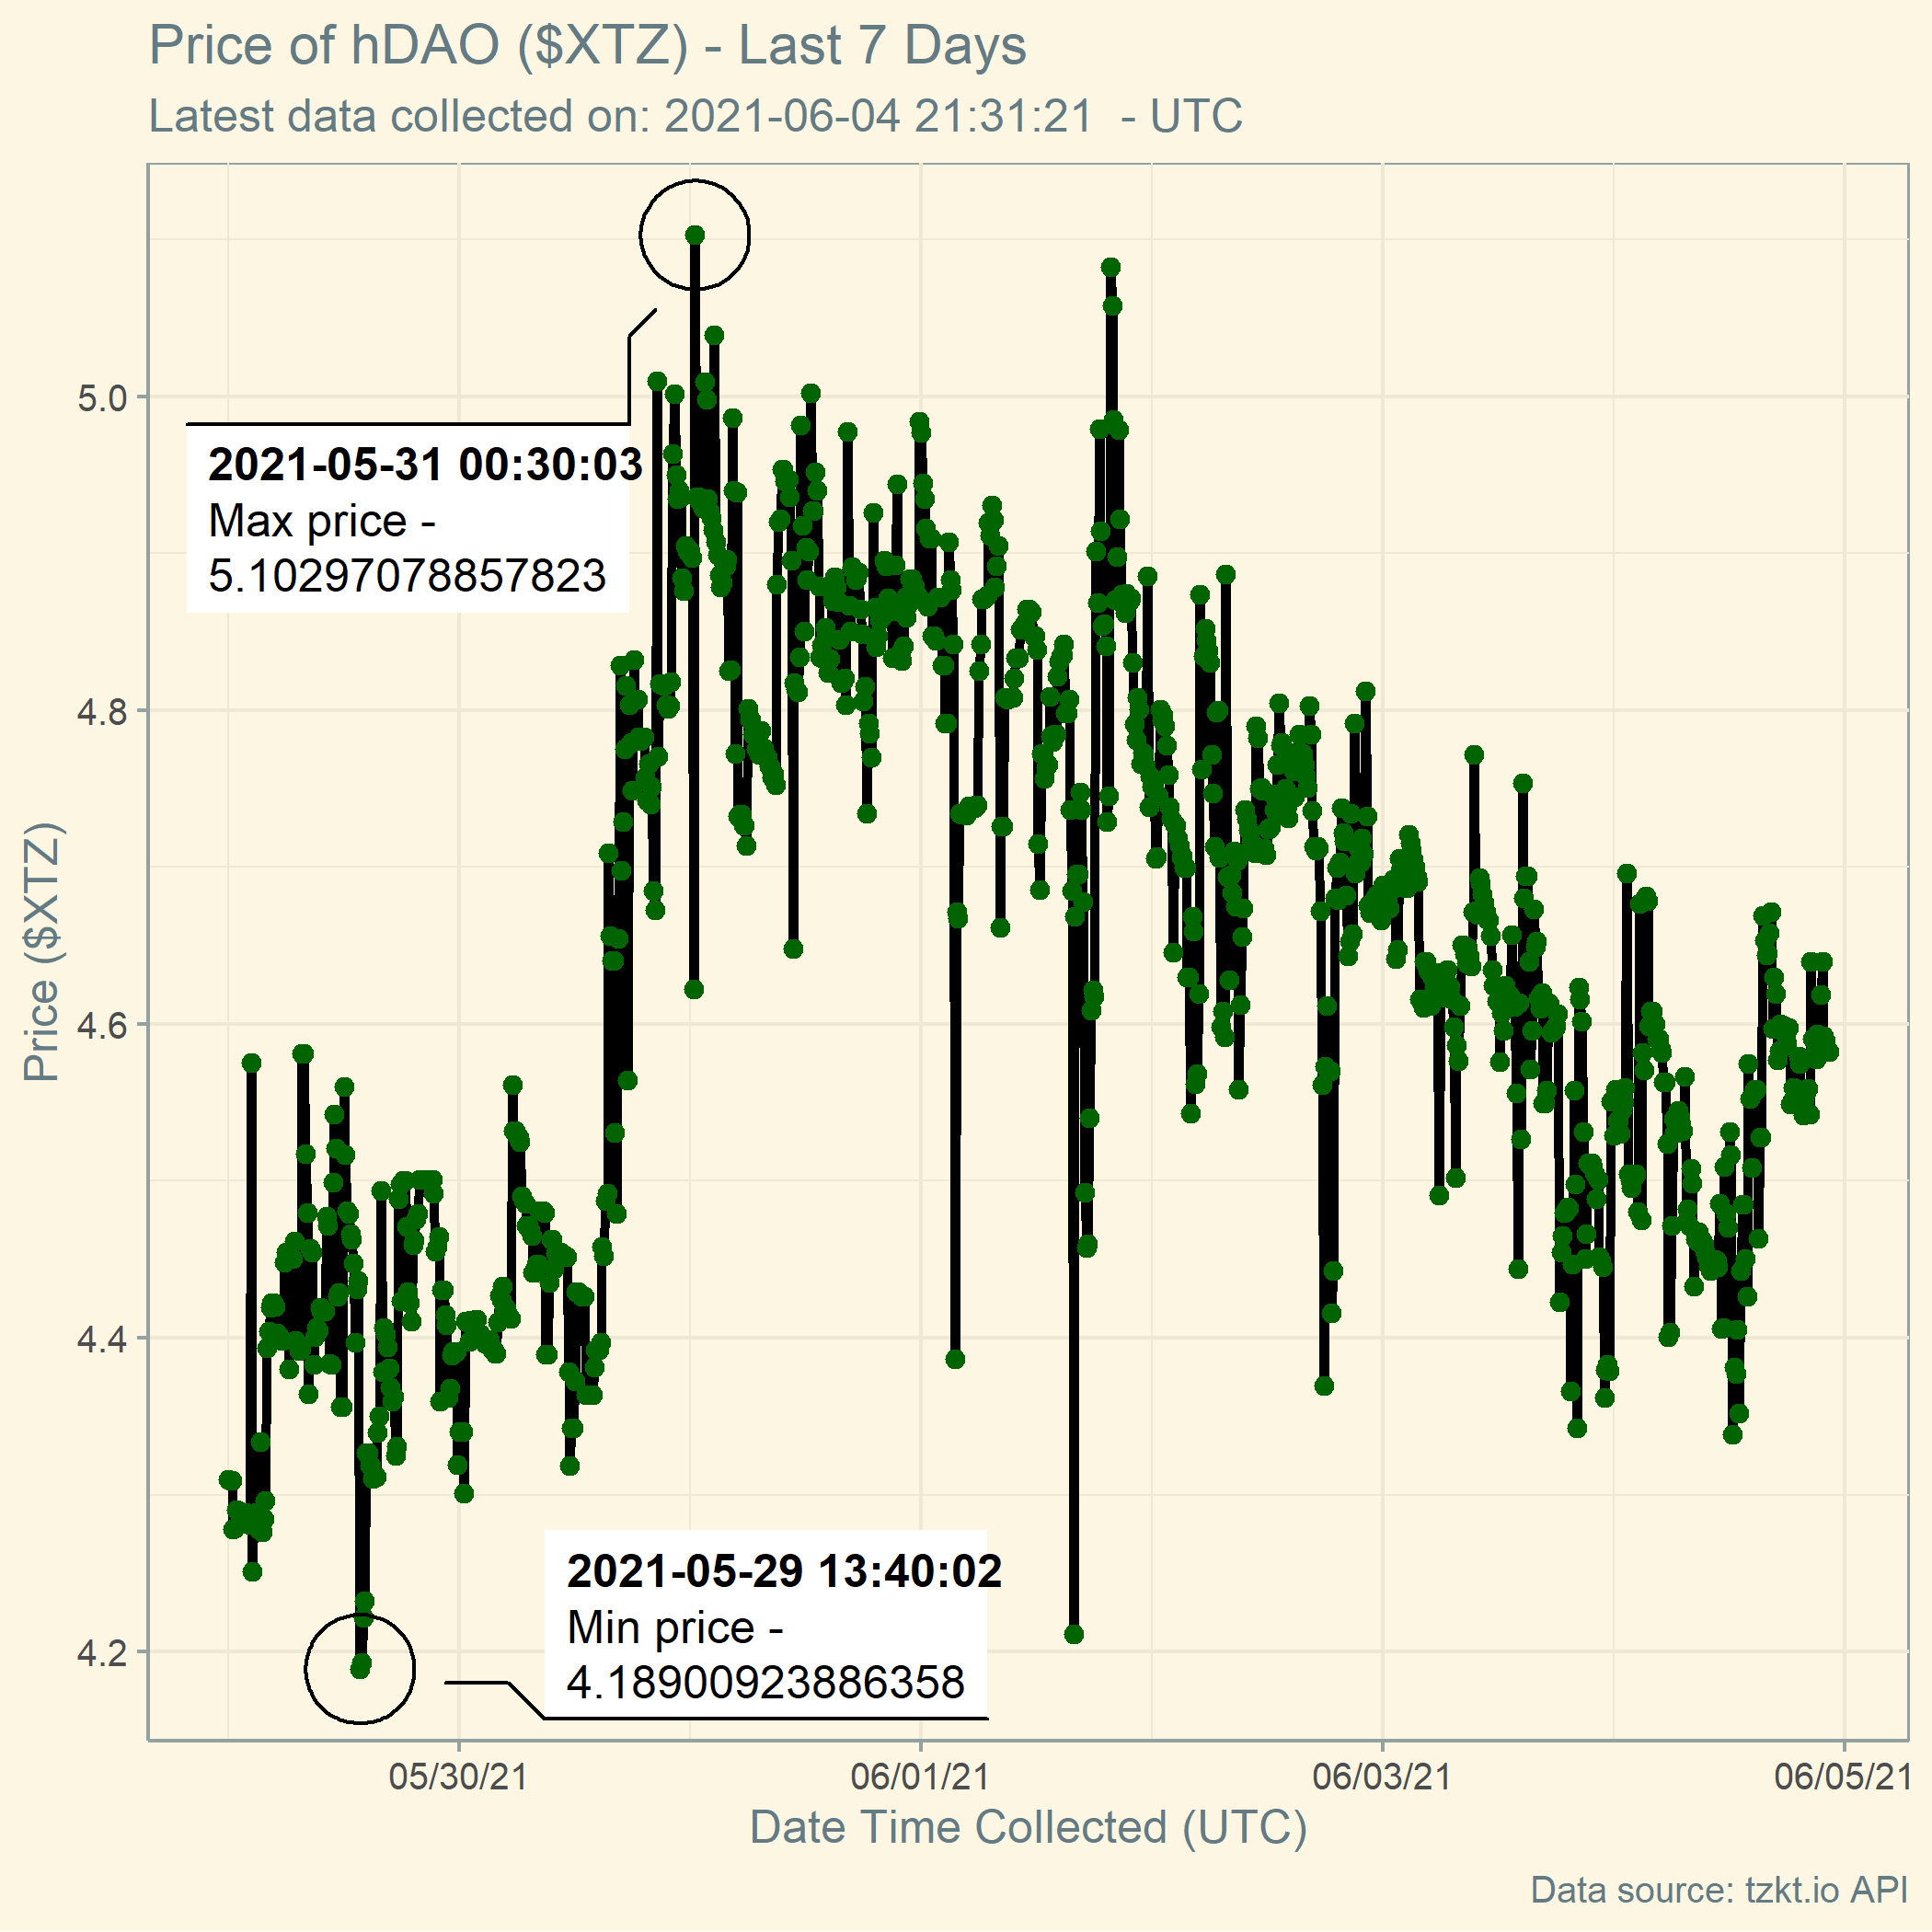 Price of hDAO ($XTZ) - Last 7 Days
Latest data collected on: 2021-06-04 21:31:21  - UTC
Price ($XTZ)
5.0
4.8
4.6
4.4
4.2
2021-05-31 00:30:03
Max price -
5.10297078857823
2021-05-29 13:40:02
Min price -
4.18900923886358
05/30/21
06/01/21
06/03/21
06/05/21
Date Time Collected (UTC)
Data source: tzkt.io API